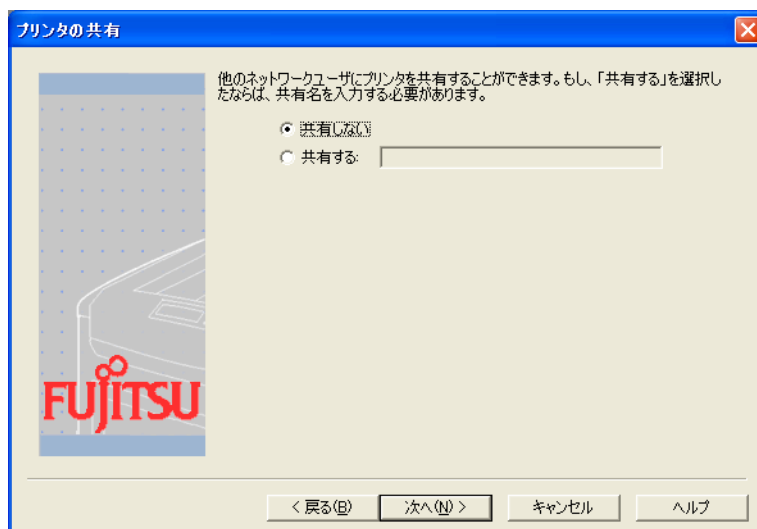 プリンタの共有
他のネットワークユーザにプリンタを共有することができます。もし、「共有する」を選択し
たならば、共有名を入力する必要があります。
共有しない
共有する:
FUJITSU
< 戻る(B)
次へ(N) >
キャンセル
ヘルプ